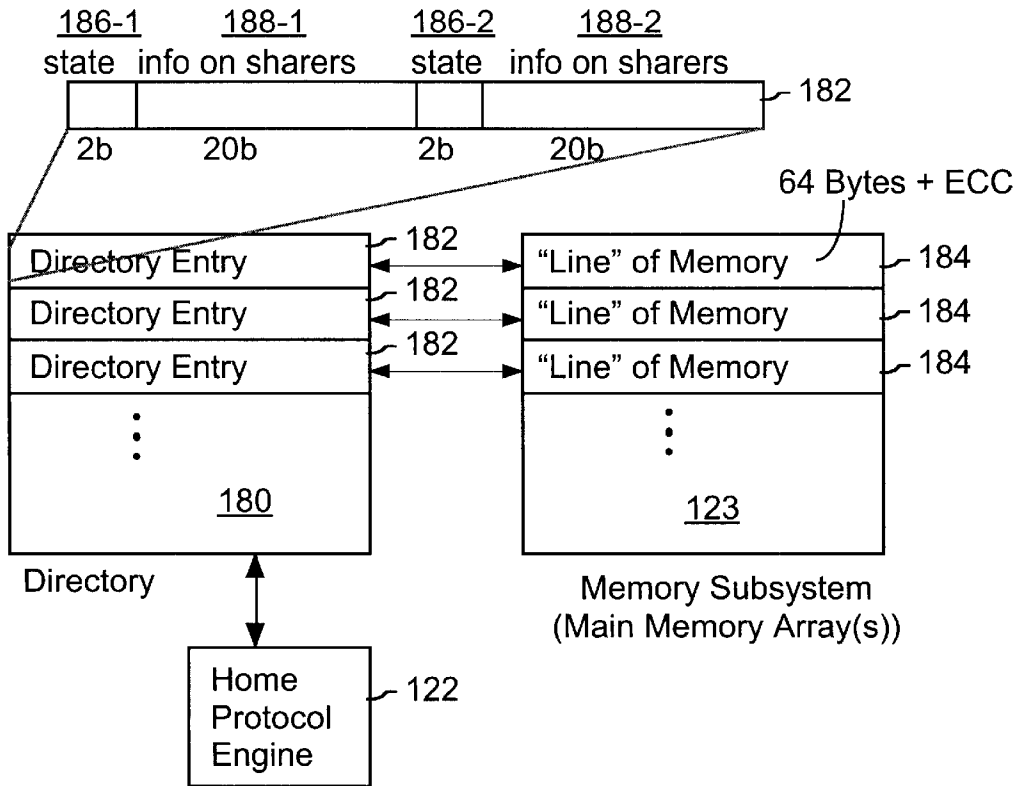 186-1 188-1 186-2 188-2
state info on sharers state info on sharers
182
2b 20b 2b 20b
64 Bytes + ECC
182
Directory Entry
"Line" of Memory
184
182
Directory Entry
"Line" of Memory
184
182
Directory Entry
"Line" of Memory
184
180
123
Directory
Memory Subsystem
(Main Memory Array(s))
Home
Protocol
Engine
122